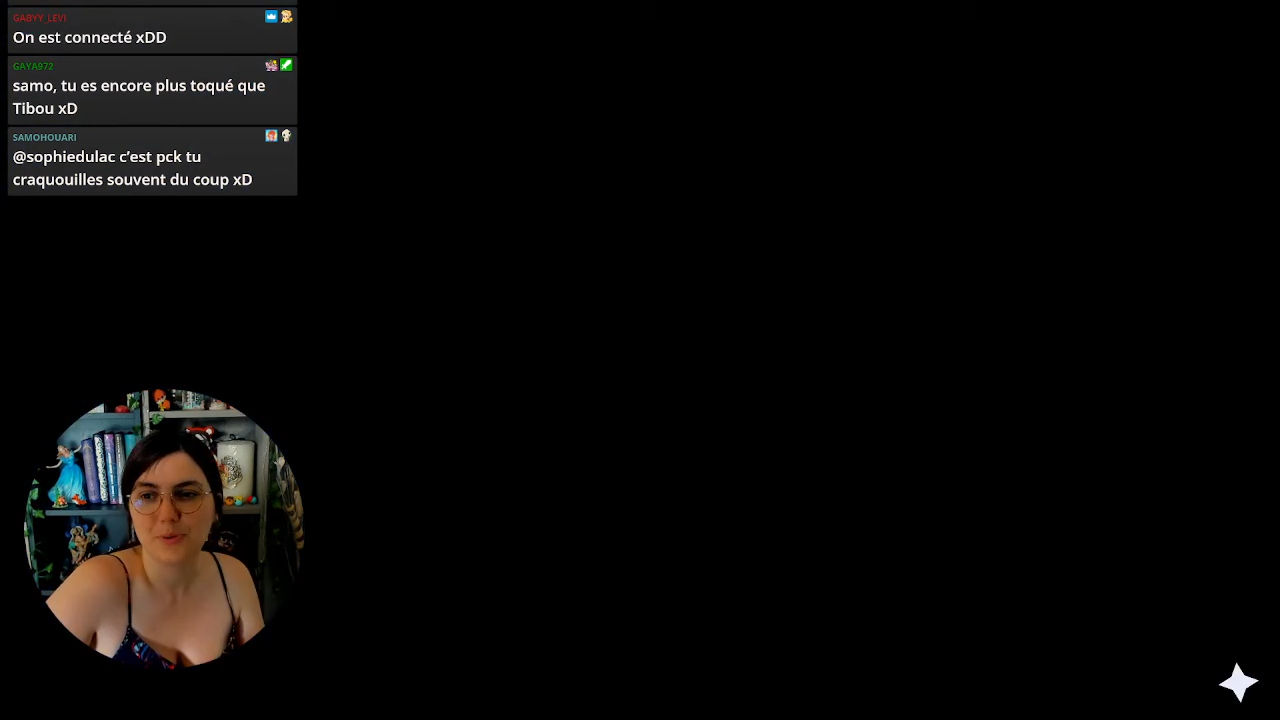 GABYY_LEVI
On est connecté xDD
GAYA972
samo, tu es encore plus toqué que
Tibou xD
SAMOHOUARI
@sophiedulac c’est pck tu
craquouilles souvent du coup xD